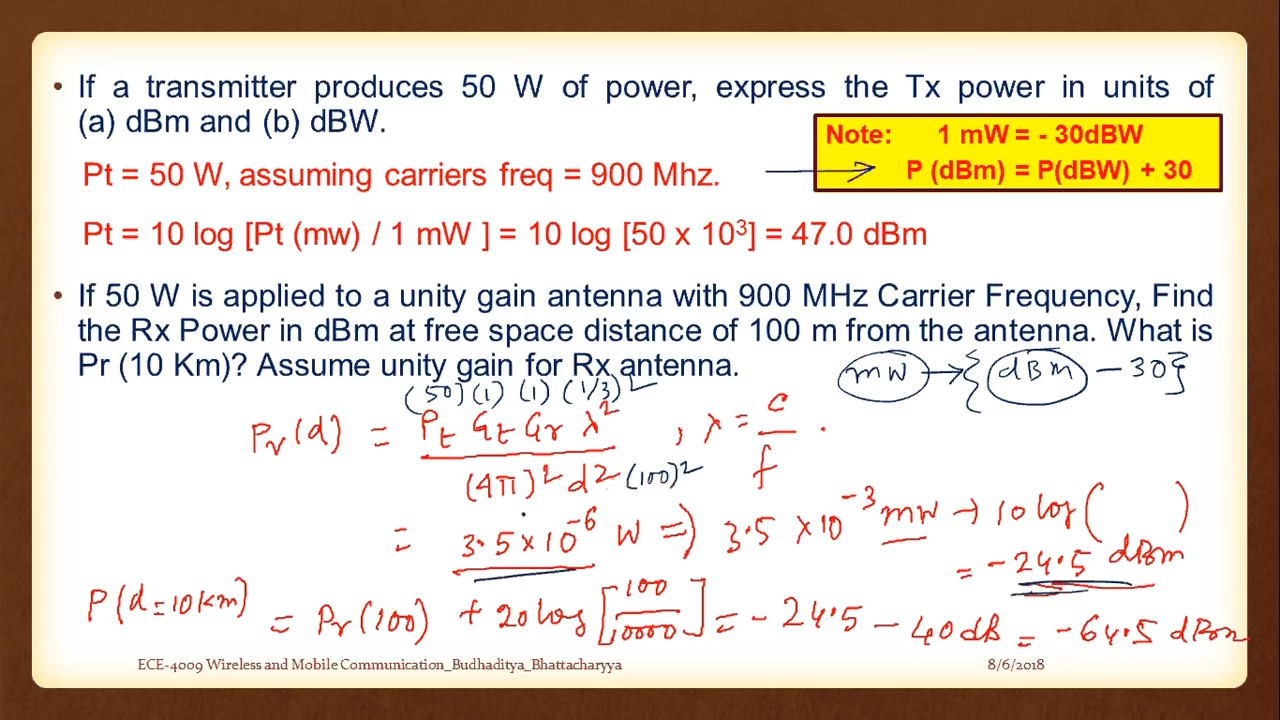 • If a transmitter produces 50 W of power, express the Tx power in units of
(a) dBm and (b) dBW.
Note: 1 mW = - 30dBW
P (dBm) = P(dBW) + 30
Pt = 50 W, assuming carriers freq = 900 Mhz.
Pt = 10 log [Pt (mw) / 1 mW ] = 10 log [50 x 10³] = 47.0 dBm
• If 50 W is applied to a unity gain antenna with 900 MHz Carrier Frequency, Find
the Rx Power in dBm at free space distance of 100 m from the antenna. What is
Pr (10 Km)? Assume unity gain for Rx antenna.
mW → { dBm - 30 }
(50) (1) (1) (1/3)²
Pr(d) = Pt Gt Gr λ² / (4π)² d² (100)² , λ = c / f .
= 3.5 × 10⁻⁶ W ⇒ 3.5 × 10⁻³ mW → 10 log ( )
= - 24.5 dBm
P(d=10km) = Pr(100) + 20 log [ 100 / 10000 ] = - 24.5 - 40 dB = - 64.5 dBm
ECE-4009 Wireless and Mobile Communication_Budhaditya_Bhattacharyya
8/6/2018